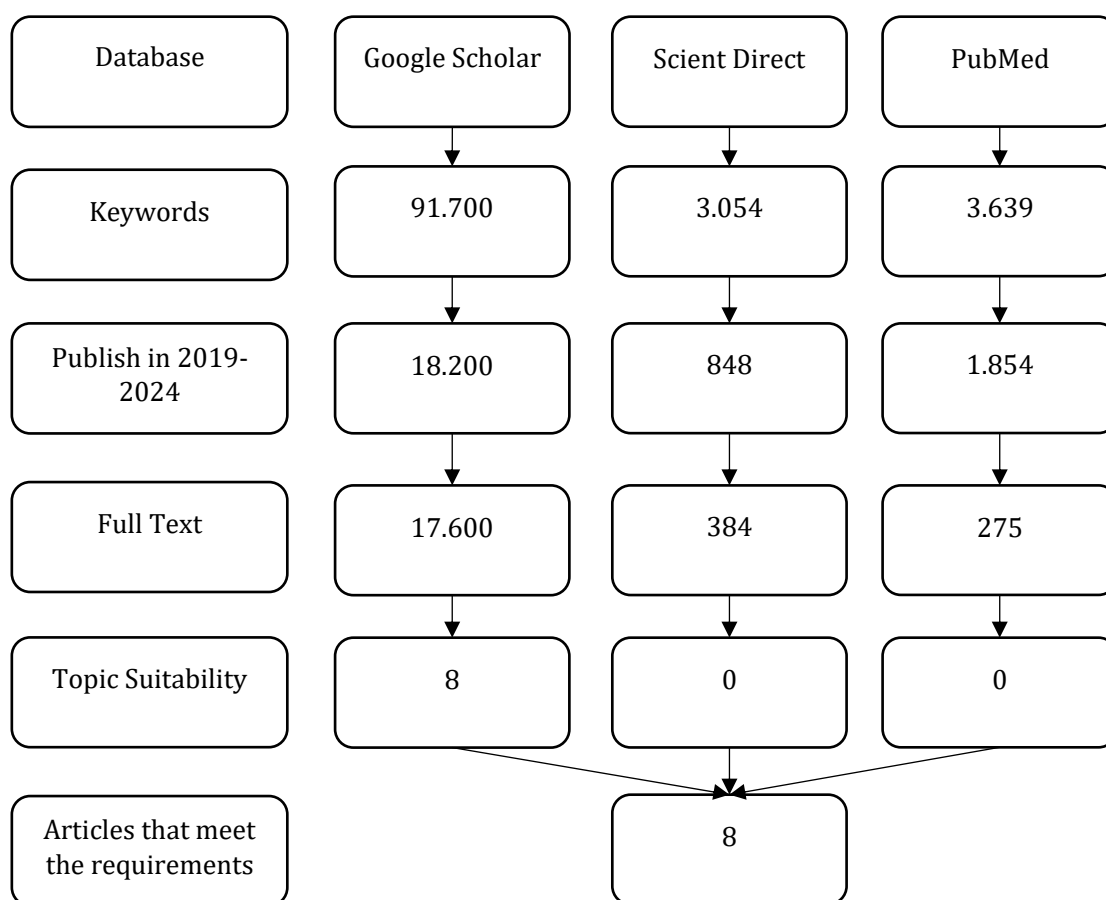 Database
Google Scholar
Scient Direct
PubMed
Keywords
91.700
3.054
3.639
Publish in 2019-
2024
18.200
848
1.854
Full Text
17.600
384
275
Topic Suitability
8
0
0
Articles that meet
the requirements
8